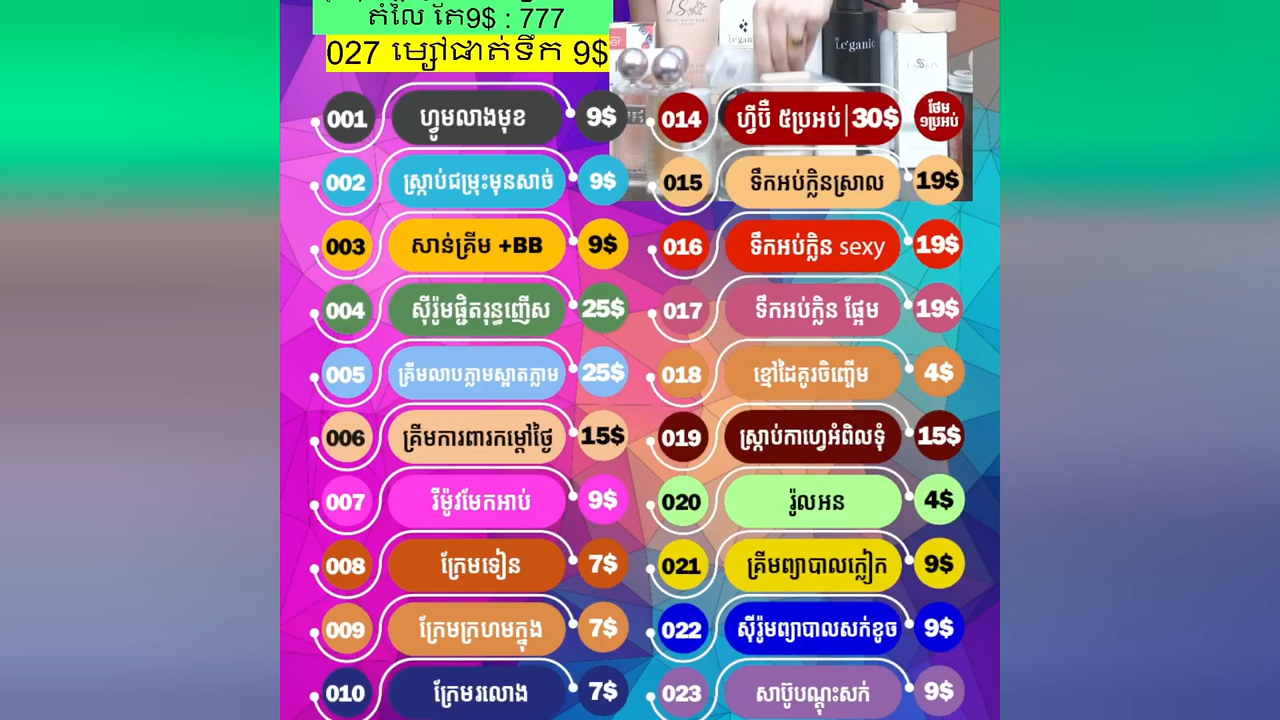 តំលៃ តែ9$ : 777
027 ម្សៅផាត់ទឹក 9$
LS
Le'ganic
Le'ganic
001 ហ្វូមលាងមុខ 9$
002 ស្ក្រាប់ជម្រុះមុនសាច់ 9$
003 សាន់គ្រីម +BB 9$
004 ស៊ីរ៉ូមផ្ជិតរុន្ធញើស 25$
005 គ្រីមលាបភ្លាមស្អាតភ្លាម 25$
006 គ្រីមការពារកម្តៅថ្ងៃ 15$
007 រីម៉ូវមែកអាប់ 9$
008 ក្រែមទៀន 7$
009 ក្រែមក្រហមក្នុង 7$
010 ក្រែមរលោង 7$
014 ហ្វីប៊ី ៥ប្រអប់|30$ ថែម ១ប្រអប់
015 ទឹកអប់ក្លិនស្រាល 19$
016 ទឹកអប់ក្លិន sexy 19$
017 ទឹកអប់ក្លិន ផ្អែម 19$
018 ខ្មៅដៃគូរចិញ្ចើម 4$
019 ស្ក្រាប់កាហ្វេអំពិលទុំ 15$
020 រ៉ូលអន 4$
021 គ្រីមព្យាបាលក្លៀក 9$
022 ស៊ីរ៉ូមព្យាបាលសក់ខូច 9$
023 សាប៊ូបណ្តុះសក់ 9$